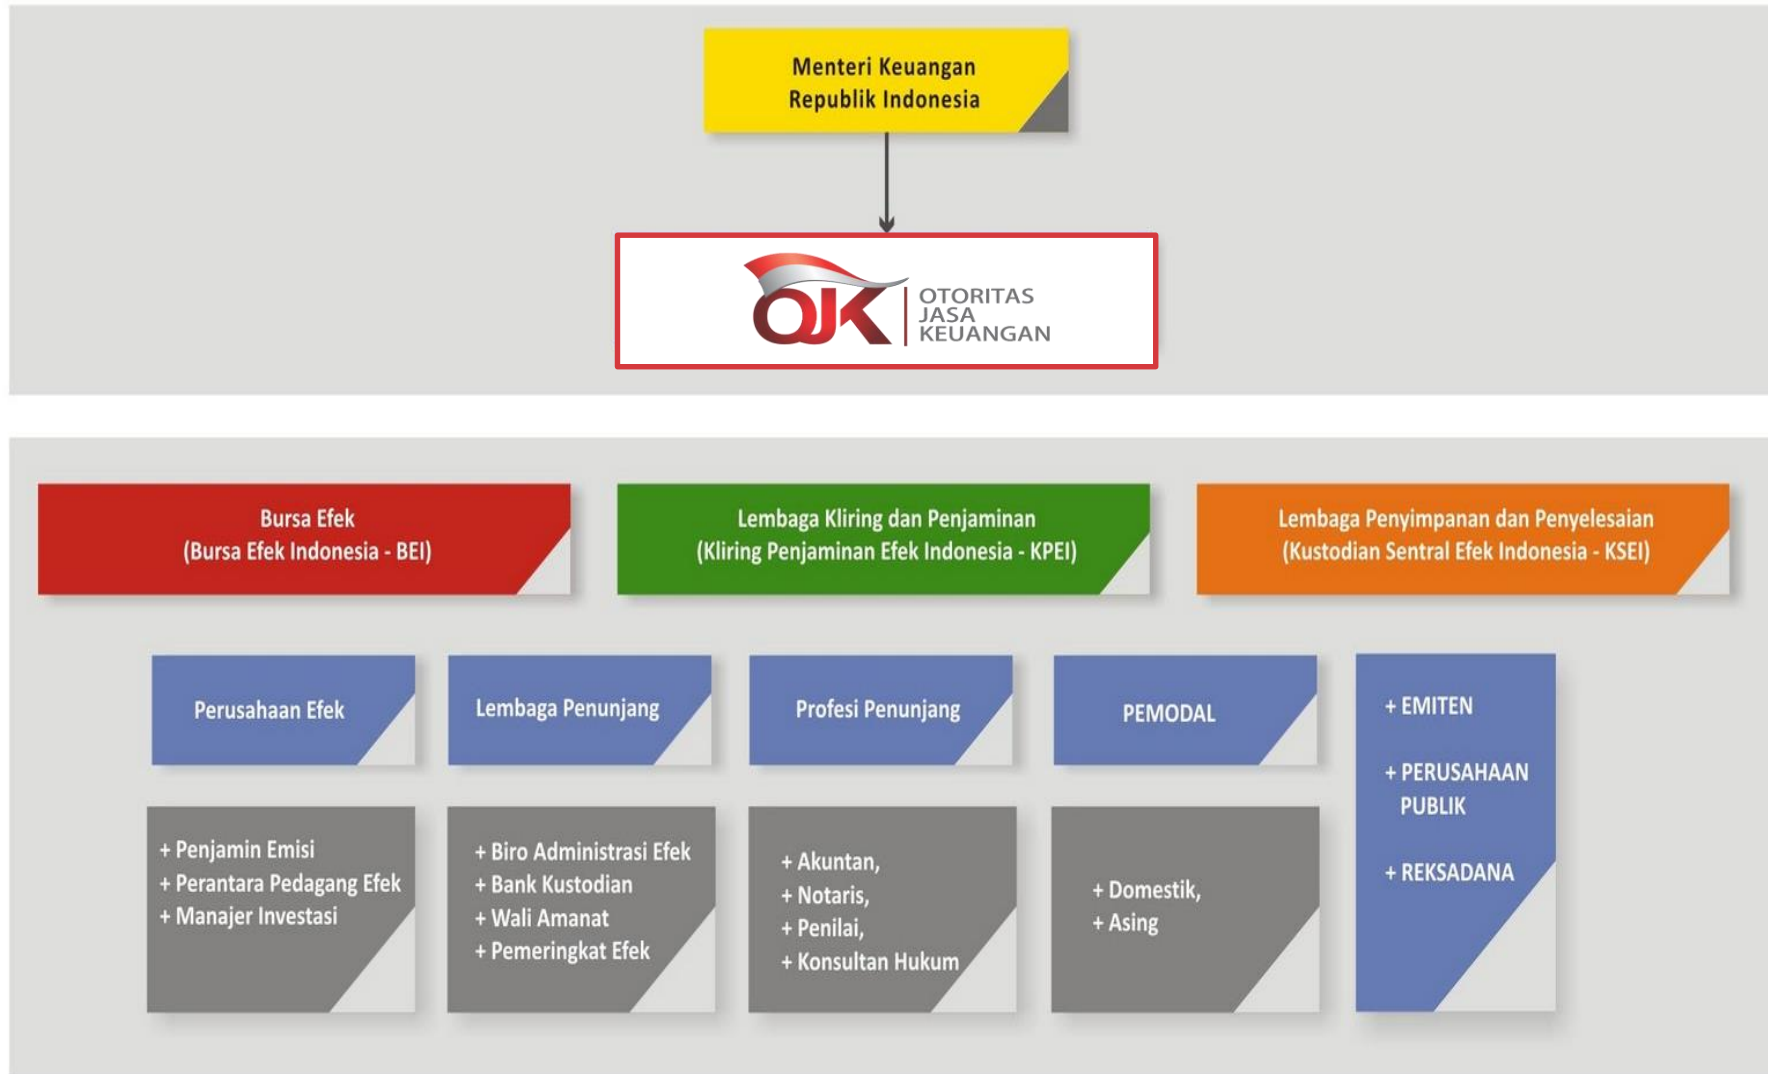 Menteri Keuangan
Republik Indonesia
OJK
OTORITAS
JASA
KEUANGAN
Bursa Efek
(Bursa Efek Indonesia - BEI)
Lembaga Kliring dan Penjaminan
(Kliring Penjaminan Efek Indonesia - KPEI)
Lembaga Penyimpanan dan Penyelesaian
(Kustodian Sentral Efek Indonesia - KSEI)
Perusahaan Efek
+ Penjamin Emisi
+ Perantara Pedagang Efek
+ Manajer Investasi
Lembaga Penunjang
+ Biro Administrasi Efek
+ Bank Kustodian
+ Wali Amanat
+ Pemeringkat Efek
Profesi Penunjang
+ Akuntan,
+ Notaris,
+ Penilai,
+ Konsultan Hukum
PEMODAL
+ Domestik,
+ Asing
+ EMITEN
+ PERUSAHAAN
PUBLIK
+ REKSADANA